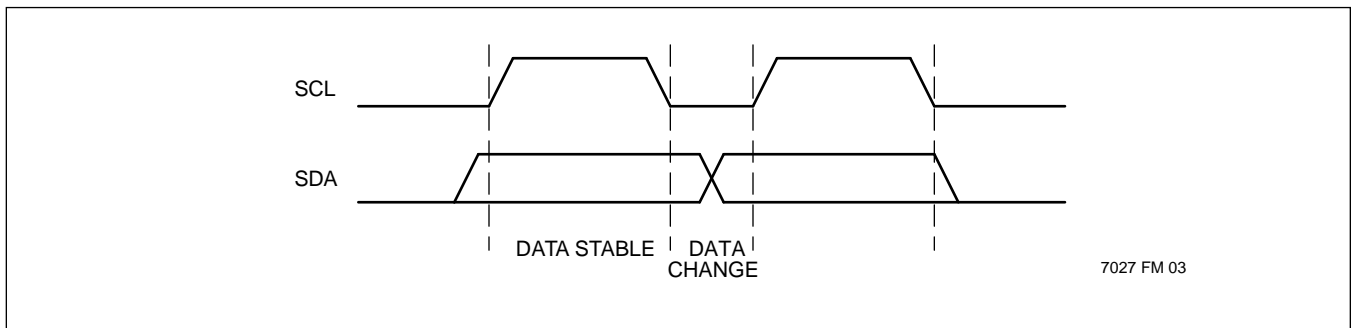 SCL
SDA
DATA STABLE
DATA
CHANGE
7027 FM 03